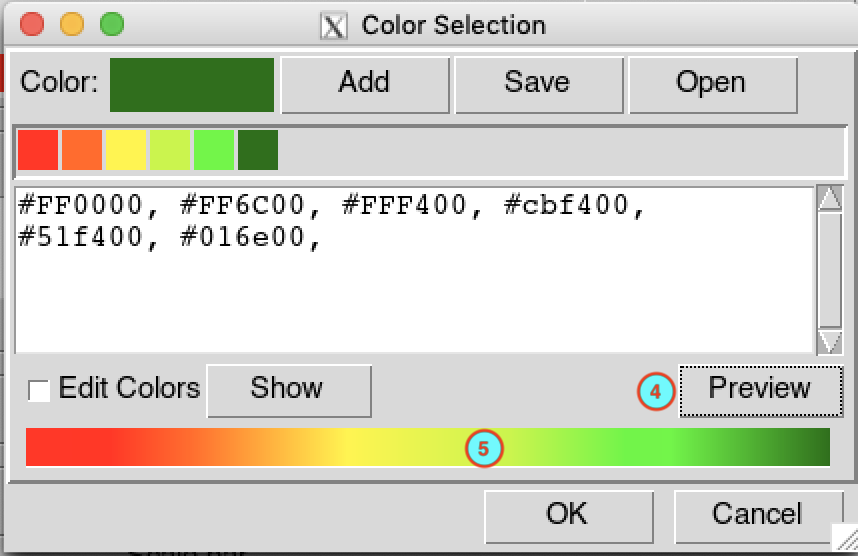 X Color Selection
Color: Add Save Open
#FF0000, #FF6C00, #FFF400, #cbf400,
#51f400, #016e00,
Edit Colors Show 4 Preview
5
OK Cancel